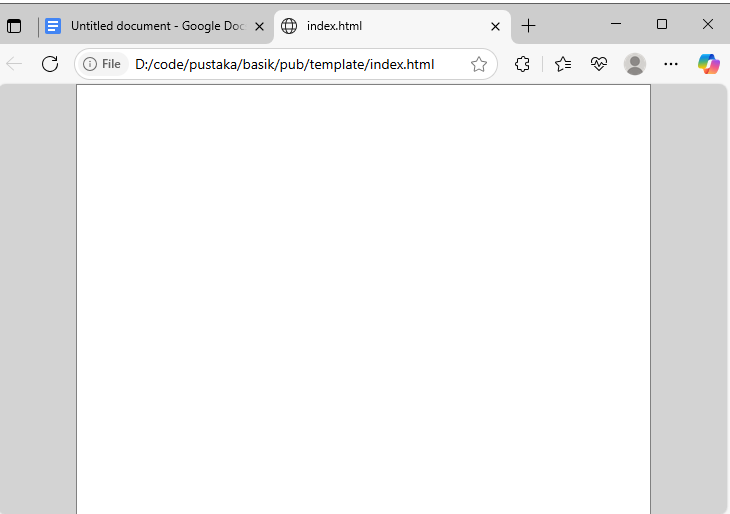 Untitled document - Google Doc
index.html
File
D:/code/pustaka/basik/pub/template/index.html